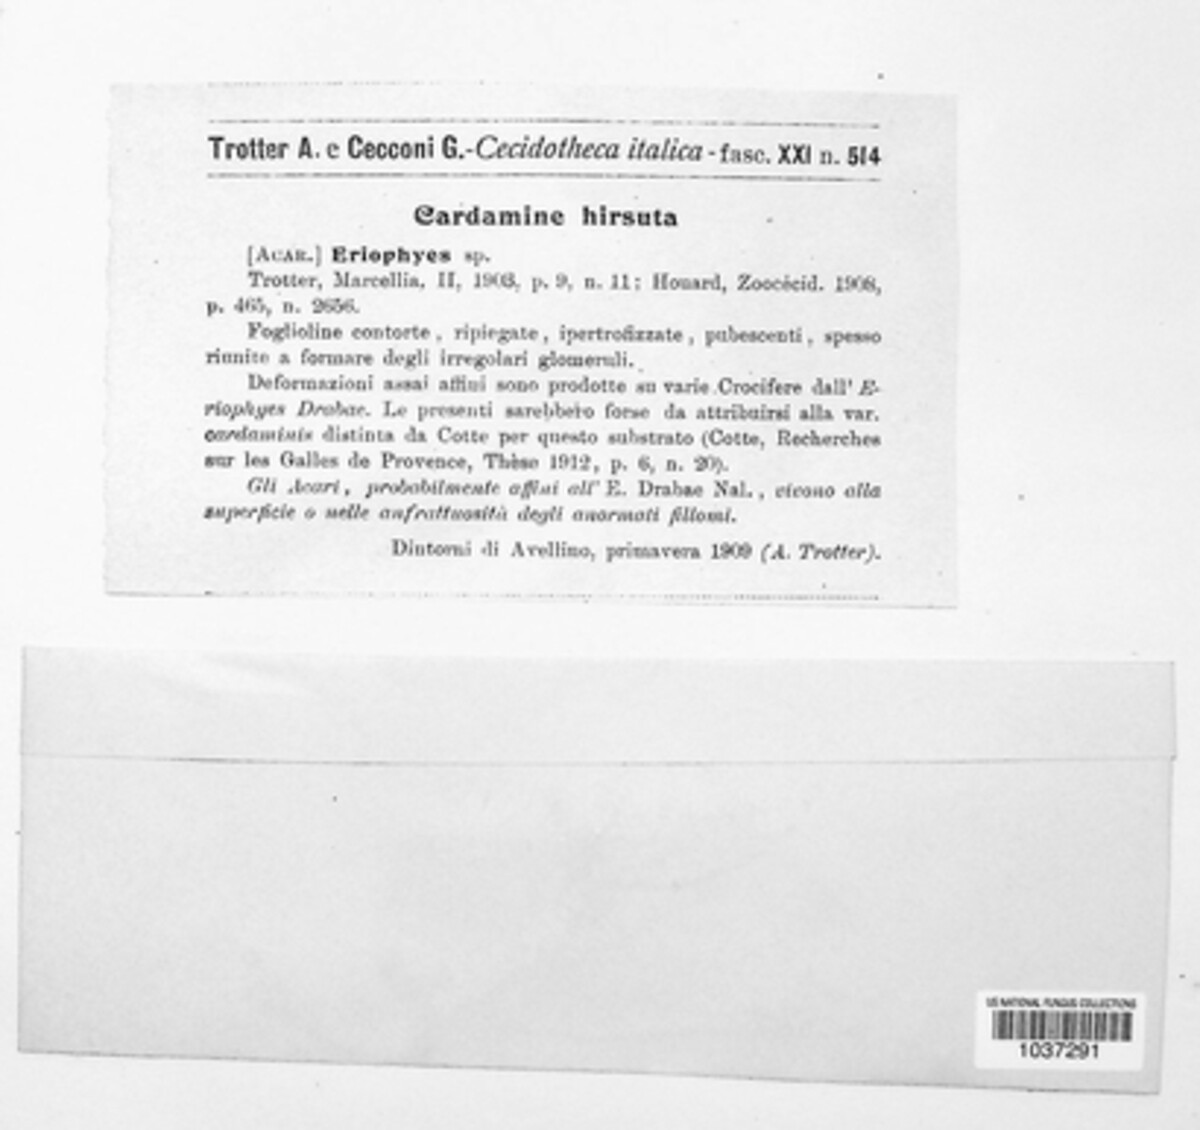 Trotter A. e Cecconi G.-Cecidotheca italica - fasc. XXI n. 514
Cardamine hirsuta
[Acar.] Eriophyes sp.
Trotter, Marcellia, II, 1903, p. 9, n. 11; Houard, Zoocécid. 1908,
p. 465, n. 2656.
Foglioline contorte, ripiegate, ipertrofizzate, pubescenti, spesso
riunite a formare degli irregolari glomeruli.
Deformazioni assai affini sono prodotte su varie Crocifere dall' E-
riophyes Drabae. Le presenti sarebbero forse da attribuirsi alla var.
cardaminis distinta da Cotte per questo substrato (Cotte, Recherches
sur les Galles de Provence, Thèse 1912, p. 6, n. 20).
Gli Acari, probabilmente affini all' E. Drabae Nal., vivono alla
superficie o nelle anfrattuosità degli anormati fillomi.
Dintorni di Avellino, primavera 1909 (A. Trotter).
US NATIONAL FUNGUS COLLECTIONS
1037291